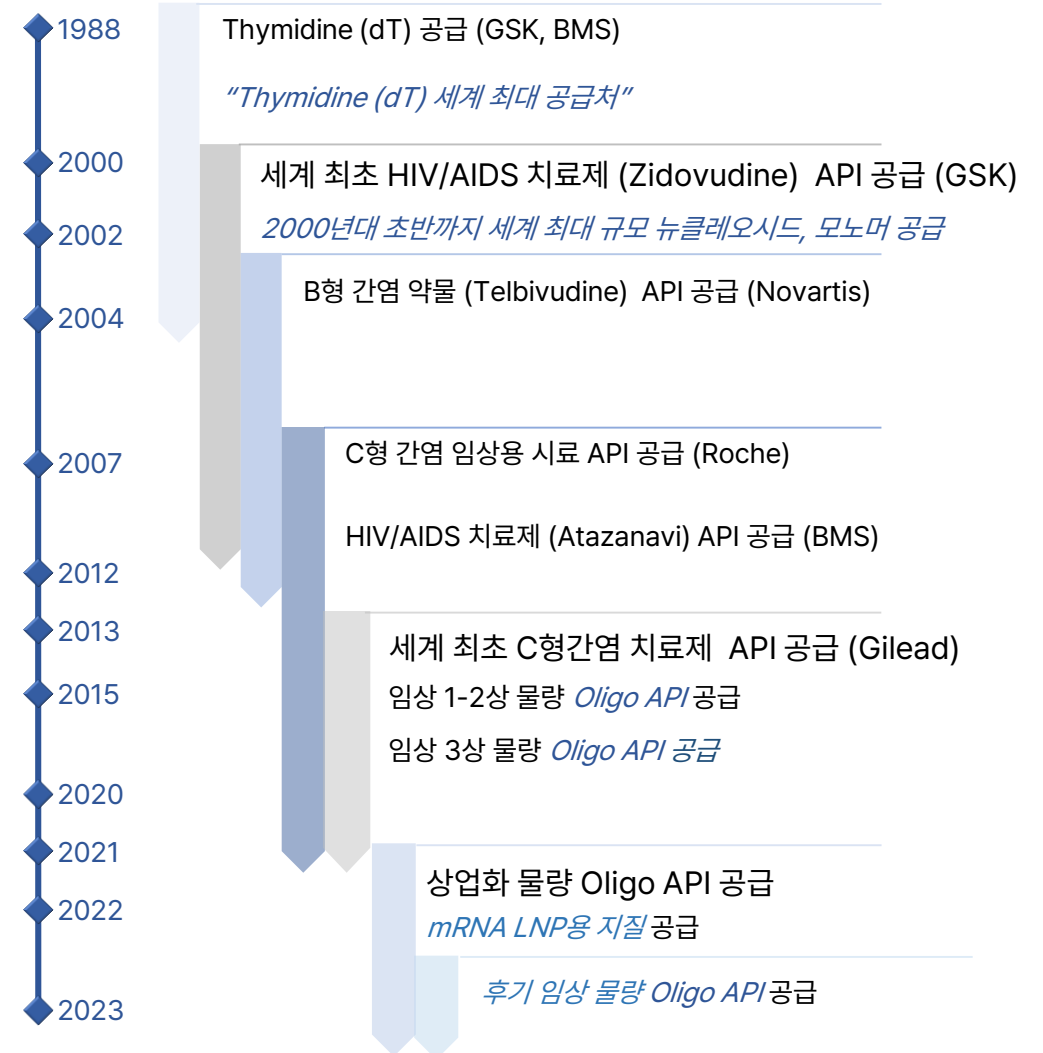 1988
Thymidine (dT) 공급 (GSK, BMS)
“Thymidine (dT) 세계 최대 공급처”
2000
세계 최초 HIV/AIDS 치료제 (Zidovudine) API 공급 (GSK)
2002
2000년대 초반까지 세계 최대 규모 뉴클레오시드, 모노머 공급
B형 간염 약물 (Telbivudine) API 공급 (Novartis)
2004
2007
C형 간염 임상용 시료 API 공급 (Roche)
HIV/AIDS 치료제 (Atazanavi) API 공급 (BMS)
2012
2013
세계 최초 C형간염 치료제 API 공급 (Gilead)
2015
임상 1-2상 물량 Oligo API 공급
임상 3상 물량 Oligo API 공급
2020
2021
상업화 물량 Oligo API 공급
2022
mRNA LNP용 지질 공급
후기 임상 물량 Oligo API 공급
2023